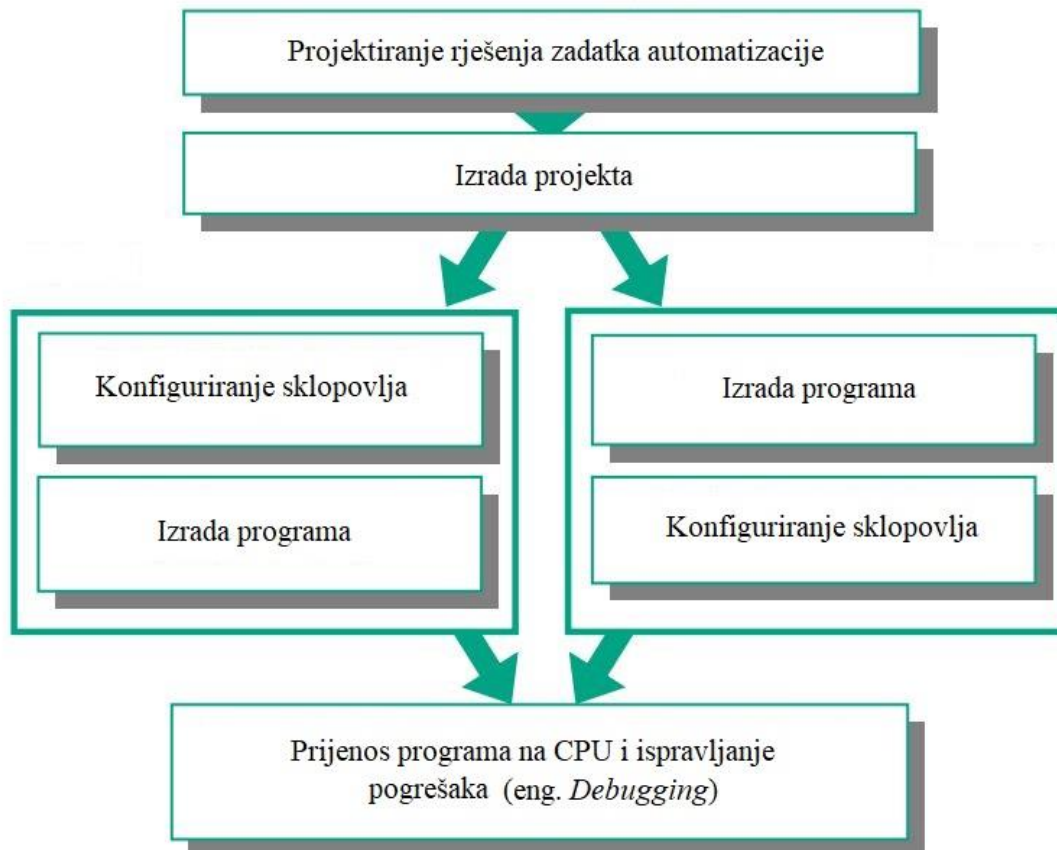 Projektiranje rješenja zadatka automatizacije
Izrada projekta
Konfiguriranje sklopovlja
Izrada programa
Izrada programa
Konfiguriranje sklopovlja
Prijenos programa na CPU i ispravljanje
pogrešaka (eng. Debugging)